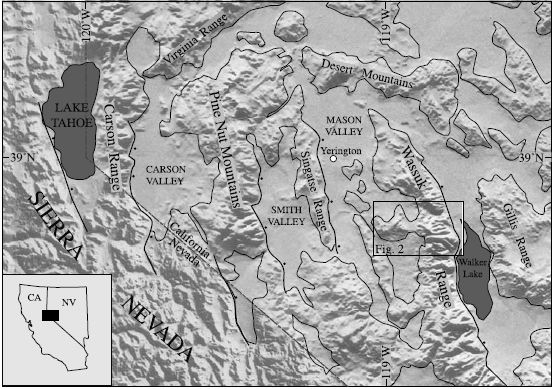 120°W
119°W
Virginia Range
Desert Mountains
LAKE
TAHOE
Carson Range
Pine Nut Mountains
MASON
VALLEY
Yerington
39°N
39°N
CARSON
VALLEY
Singatse Range
Wassuk
Range
SMITH
VALLEY
California
Nevada
Gillis Range
Fig. 2
Walker
Lake
SIERRA
NEVADA
CA
NV